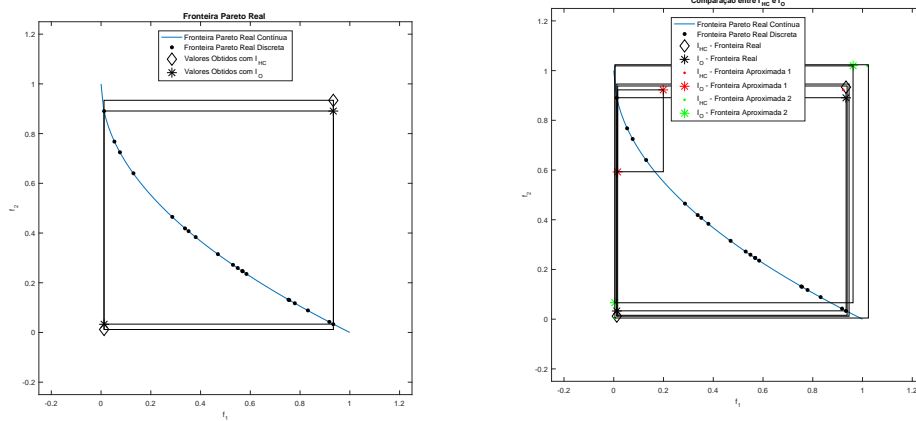 Fronteira Pareto Real
Fronteira Pareto Real Contínua
Fronteira Pareto Real Discreta
Valores Obtidos com I_HC
Valores Obtidos com I_O
1.2
1
0.8
0.6
0.4
0.2
0
-0.2
f_2
-0.2 0 0.2 0.4 0.6 0.8 1 1.2
f_1
Comparação entre I_HC e I_O
Fronteira Pareto Real Contínua
Fronteira Pareto Real Discreta
I_HC - Fronteira Real
I_O - Fronteira Real
I_HC - Fronteira Aproximada 1
I_O - Fronteira Aproximada 1
I_HC - Fronteira Aproximada 2
I_O - Fronteira Aproximada 2
1.2
1
0.8
0.6
0.4
0.2
0
-0.2
f_2
-0.2 0 0.2 0.4 0.6 0.8 1 1.2
f_1